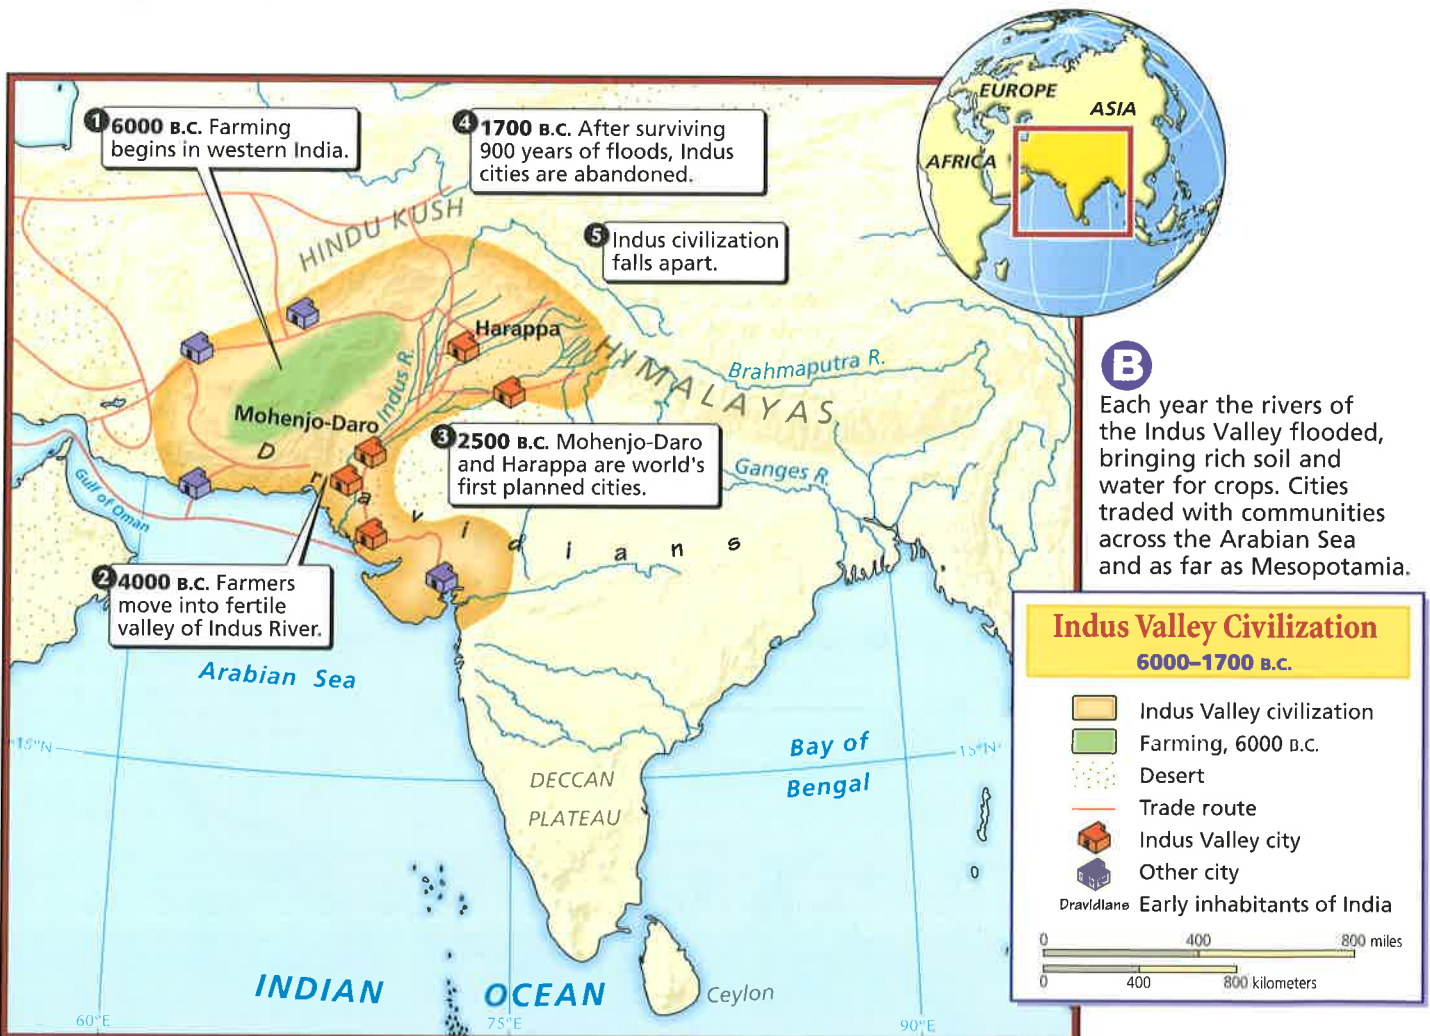 EUROPE
ASIA
AFRICA
1 6000 B.C. Farming
begins in western India.
4 1700 B.C. After surviving
900 years of floods, Indus
cities are abandoned.
5 Indus civilization
falls apart.
HINDU KUSH
Harappa
HIMALAYAS
Brahmaputra R.
Indus R.
Mohenjo-Daro
3 2500 B.C. Mohenjo-Daro
and Harappa are world's
first planned cities.
Ganges R.
Dravidians
Gulf of Oman
2 4000 B.C. Farmers
move into fertile
valley of Indus River.
Arabian Sea
15°N
15°N
Bay of
Bengal
DECCAN
PLATEAU
INDIAN OCEAN
Ceylon
60°E
75°E
90°E
B
Each year the rivers of
the Indus Valley flooded,
bringing rich soil and
water for crops. Cities
traded with communities
across the Arabian Sea
and as far as Mesopotamia.
Indus Valley Civilization
6000–1700 B.C.
Indus Valley civilization
Farming, 6000 B.C.
Desert
Trade route
Indus Valley city
Other city
Dravidians Early inhabitants of India
0 400 800 miles
0 400 800 kilometers